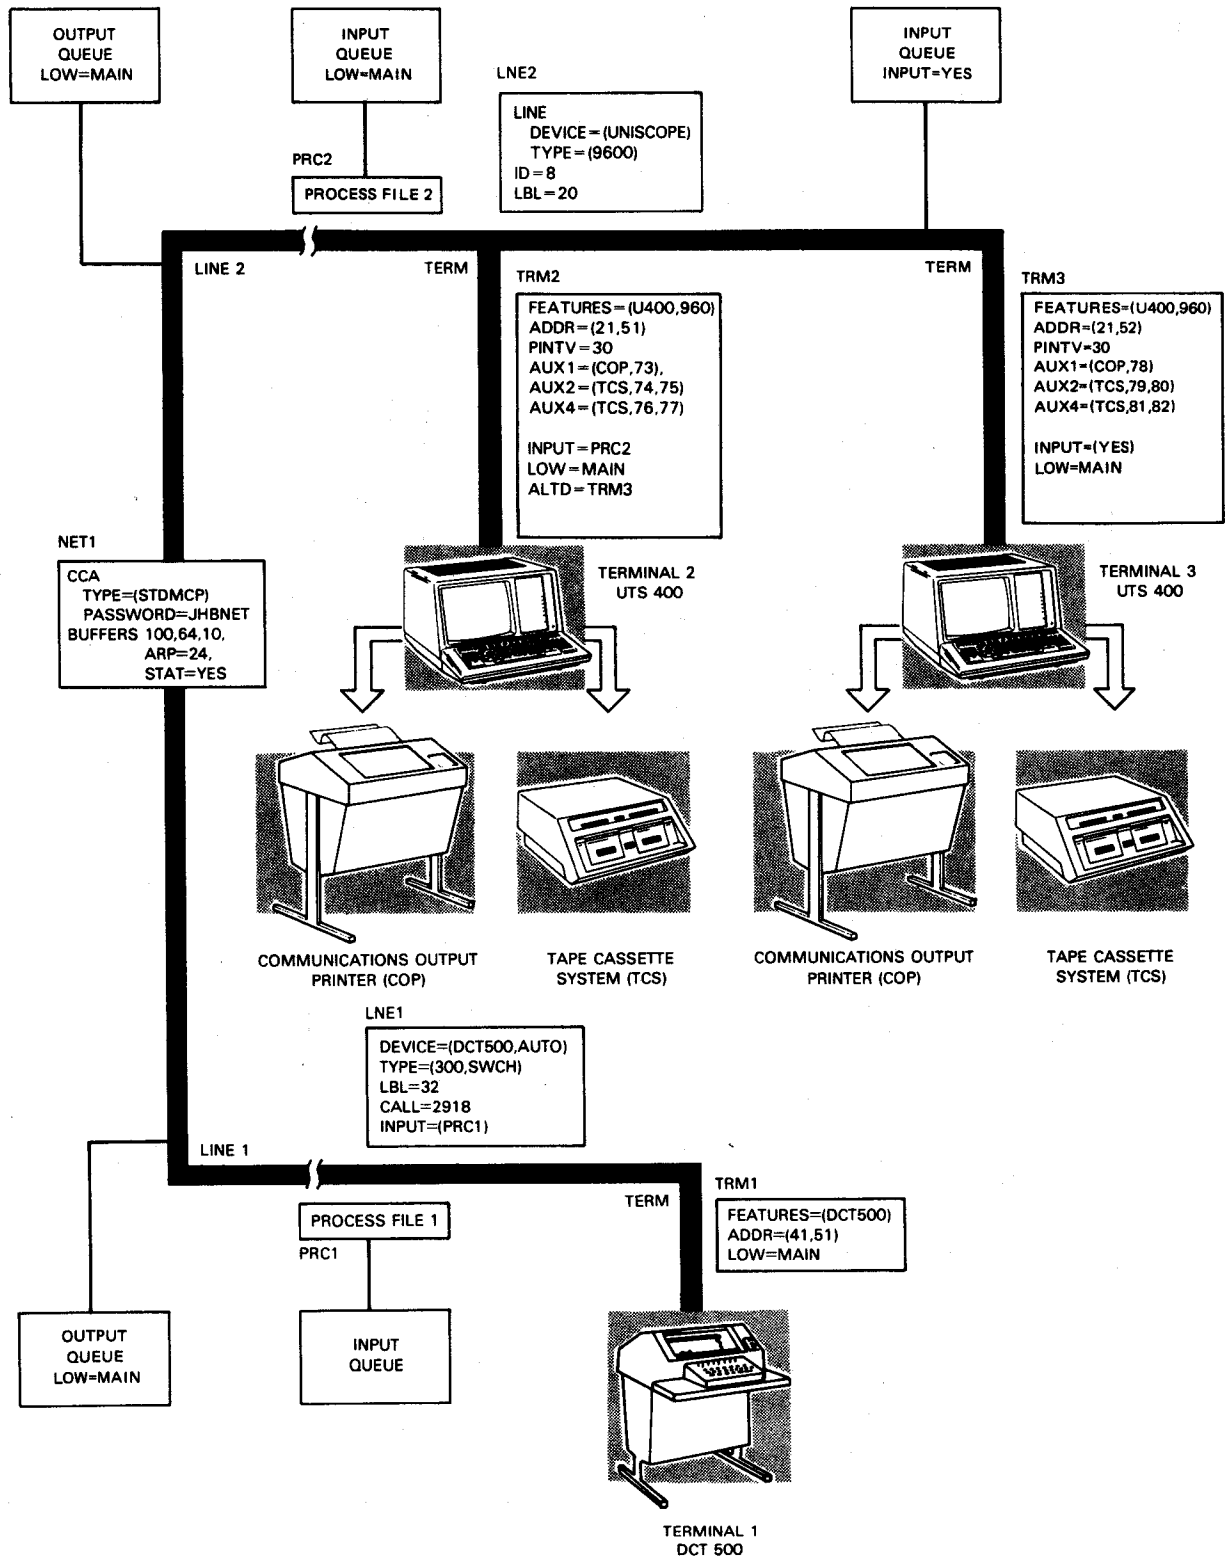 OUTPUT
QUEUE
LOW=MAIN
INPUT
QUEUE
LOW=MAIN
INPUT
QUEUE
INPUT=YES
LNE2
LINE
DEVICE=(UNISCOPE)
TYPE=(9600)
ID=8
LBL=20
PRC2
PROCESS FILE 2
LINE 2
TERM
TERM
TRM2
FEATURES=(U400,960)
ADDR=(21,51)
PINTV=30
AUX1=(COP,73),
AUX2=(TCS,74,75)
AUX4=(TCS,76,77)
INPUT=PRC2
LOW=MAIN
ALTD=TRM3
TRM3
FEATURES=(U400,960)
ADDR=(21,52)
PINTV=30
AUX1=(COP,78)
AUX2=(TCS,79,80)
AUX4=(TCS,81,82)
INPUT=(YES)
LOW=MAIN
NET1
CCA
TYPE=(STDMCP)
PASSWORD=JHBNET
BUFFERS 100,64,10,
ARP=24,
STAT=YES
TERMINAL 2
UTS 400
TERMINAL 3
UTS 400
COMMUNICATIONS OUTPUT
PRINTER (COP)
TAPE CASSETTE
SYSTEM (TCS)
COMMUNICATIONS OUTPUT
PRINTER (COP)
TAPE CASSETTE
SYSTEM (TCS)
LNE1
DEVICE=(DCT500,AUTO)
TYPE=(300,SWCH)
LBL=32
CALL=2918
INPUT=(PRC1)
LINE 1
TERM
TRM1
FEATURES=(DCT500)
ADDR=(41,51)
LOW=MAIN
PROCESS FILE 1
PRC1
OUTPUT
QUEUE
LOW=MAIN
INPUT
QUEUE
TERMINAL 1
DCT 500